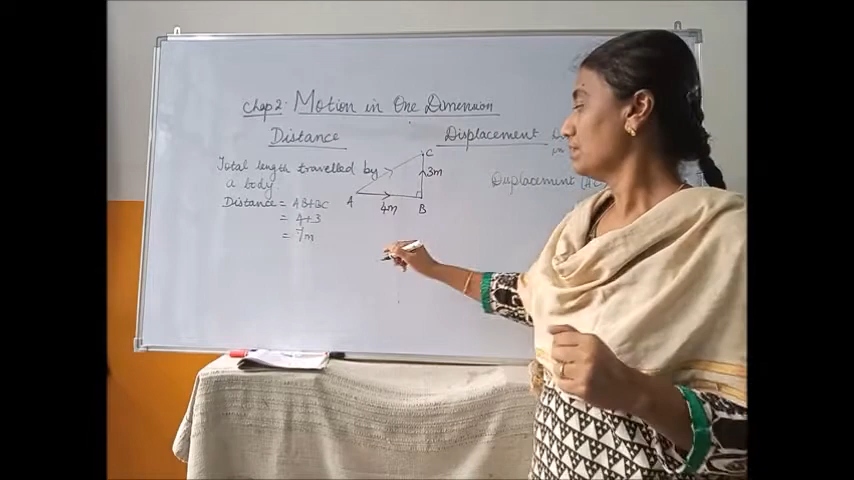 Chap 2: Motion in One Dimension
Distance
Displacement
Total length travelled by
a body
Distance = AB+BC
= 4+3
= 7m
C
3m
A
4m
B
Displacement